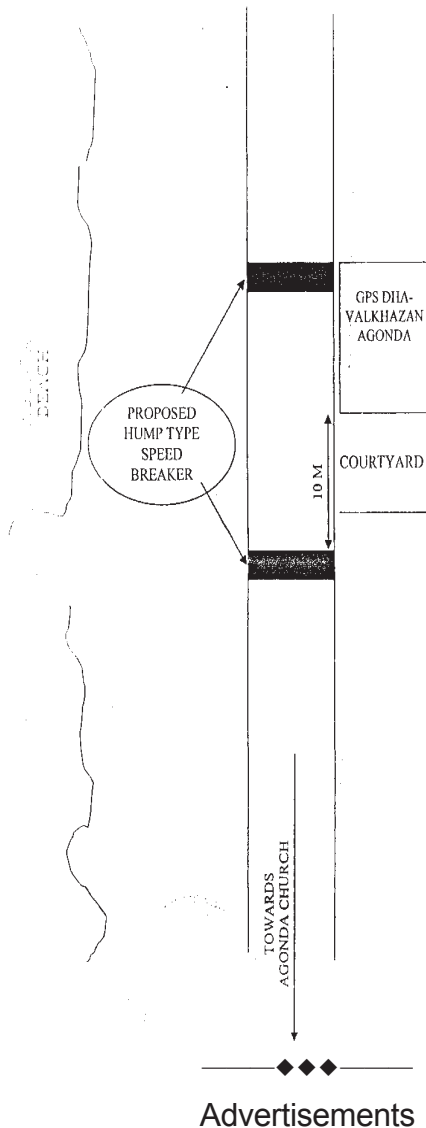 GPS DHA-
VALKHAZAN
AGONDA
BEACH
PROPOSED
HUMP TYPE
SPEED
BREAKER
10 M
COURTYARD
TOWARDS
AGONDA CHURCH
Advertisements